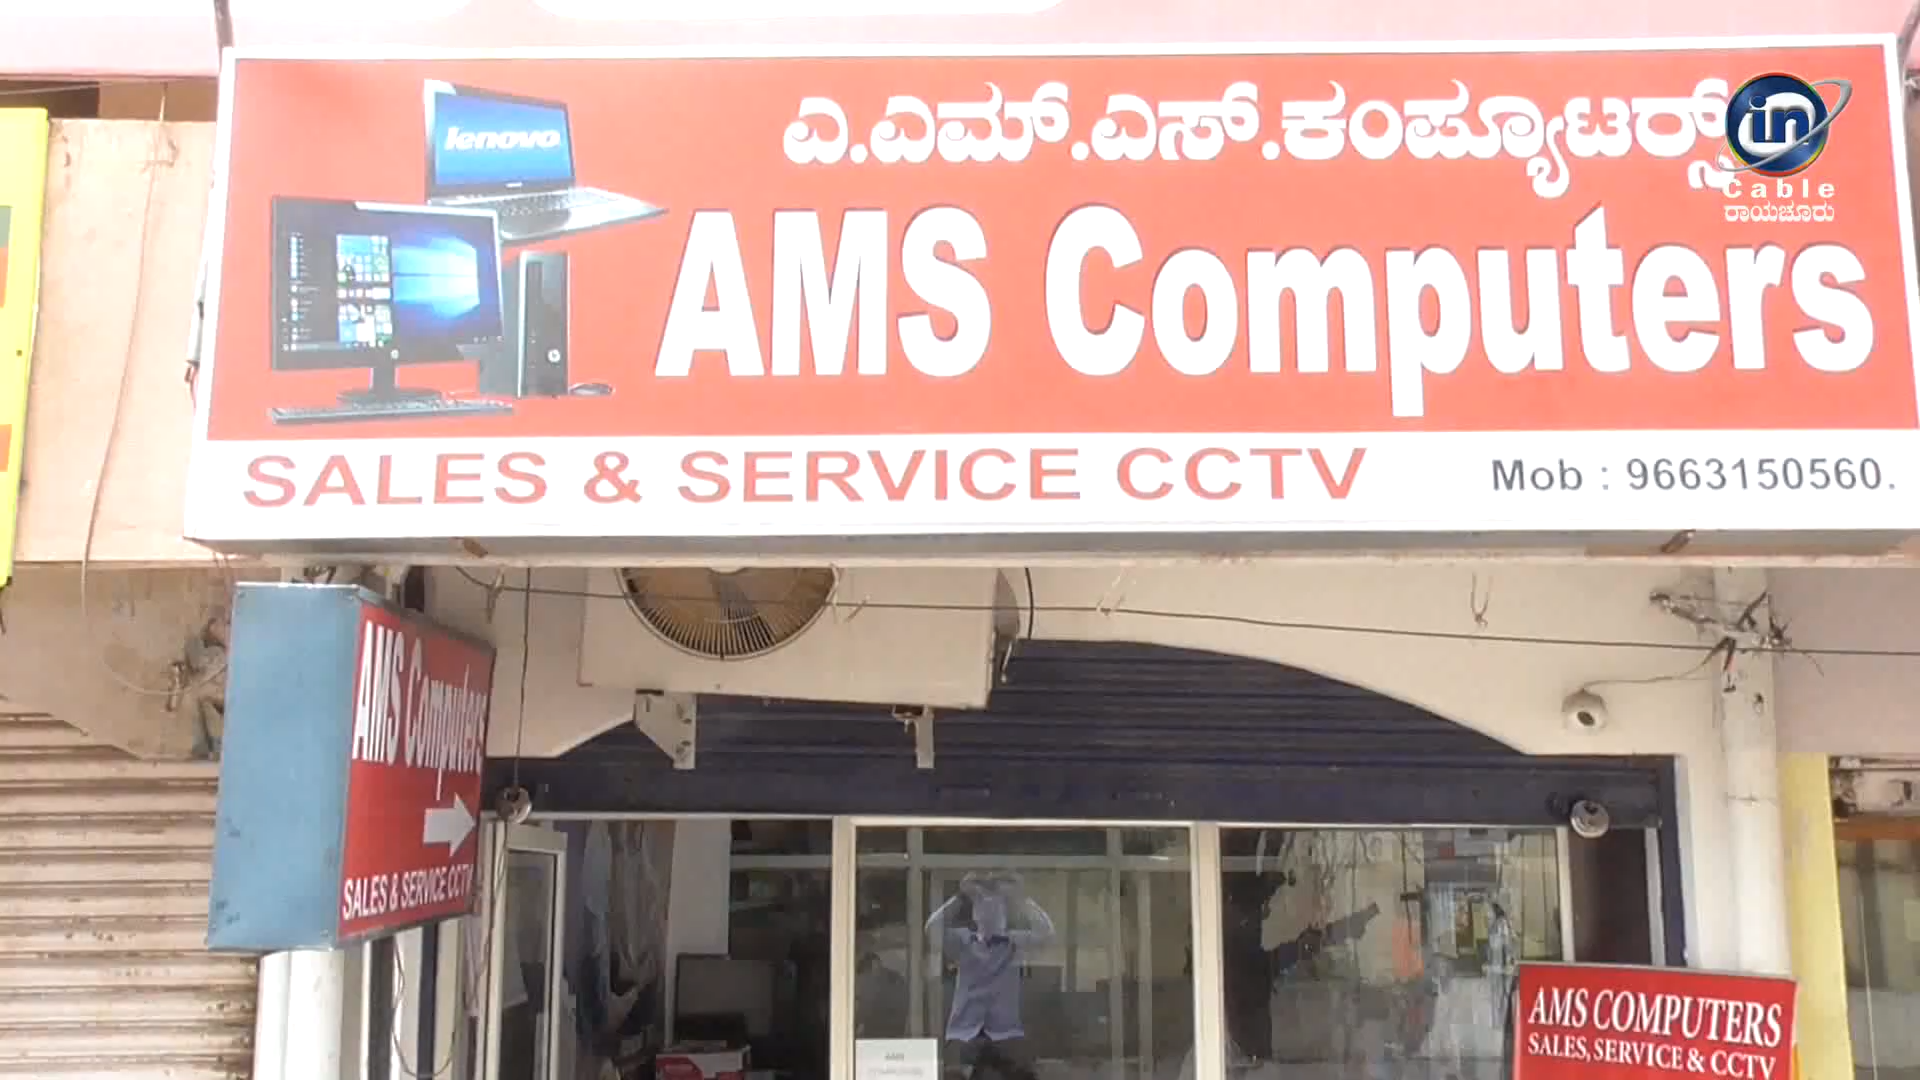 ಎ.ಎಮ್.ಎಸ್.ಕಂಪ್ಯೂಟರ್ಸ್
AMS Computers
SALES & SERVICE CCTV
Mob : 9663150560.
lenovo
in
Cable
ರಾಯಚೂರು
AMS Computers
SALES & SERVICE CCTV
AMS COMPUTERS
SALES, SERVICE & CCTV